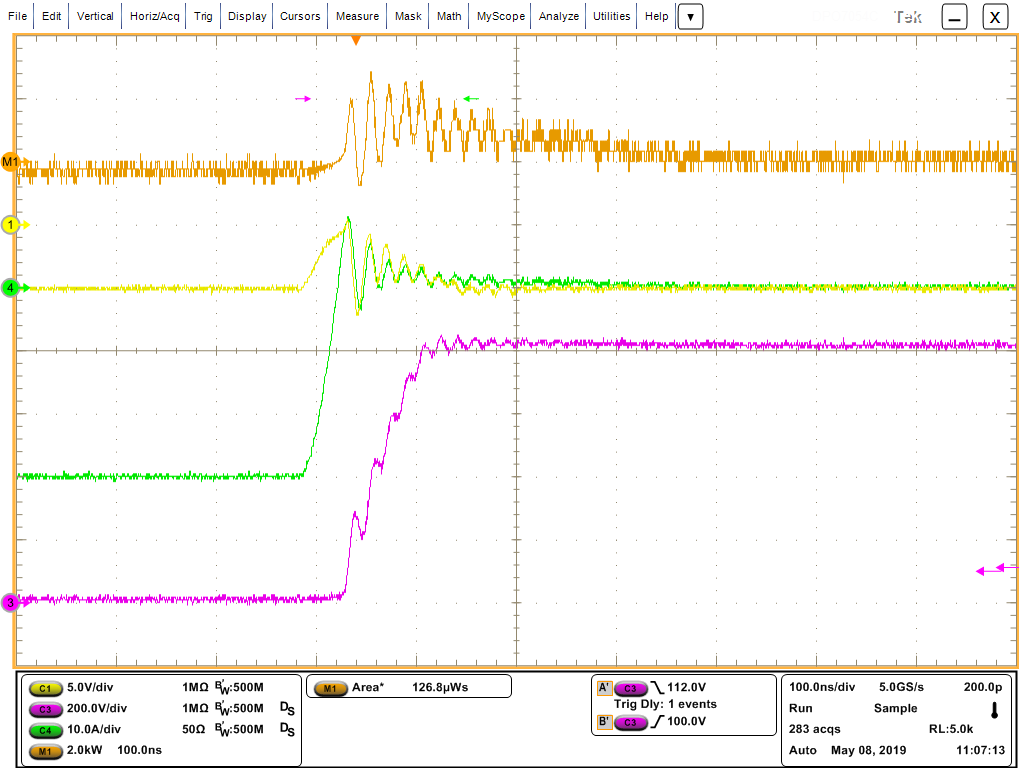 File Edit Vertical Horiz/Acq Trig Display Cursors Measure Mask Math MyScope Analyze Utilities Help ▼ Tek X
M1
1
4
3
C1 5.0V/div 1MΩ BW:500M
C3 200.0V/div 1MΩ BW:500M DS
C4 10.0A/div 50Ω BW:500M DS
M1 2.0kW 100.0ns
M1 Area* 126.8µWs
A' C3 112.0V
Trig Dly: 1 events
B' C3 100.0V
100.0ns/div 5.0GS/s 200.0p
Run Sample
283 acqs RL:5.0k
Auto May 08, 2019 11:07:13